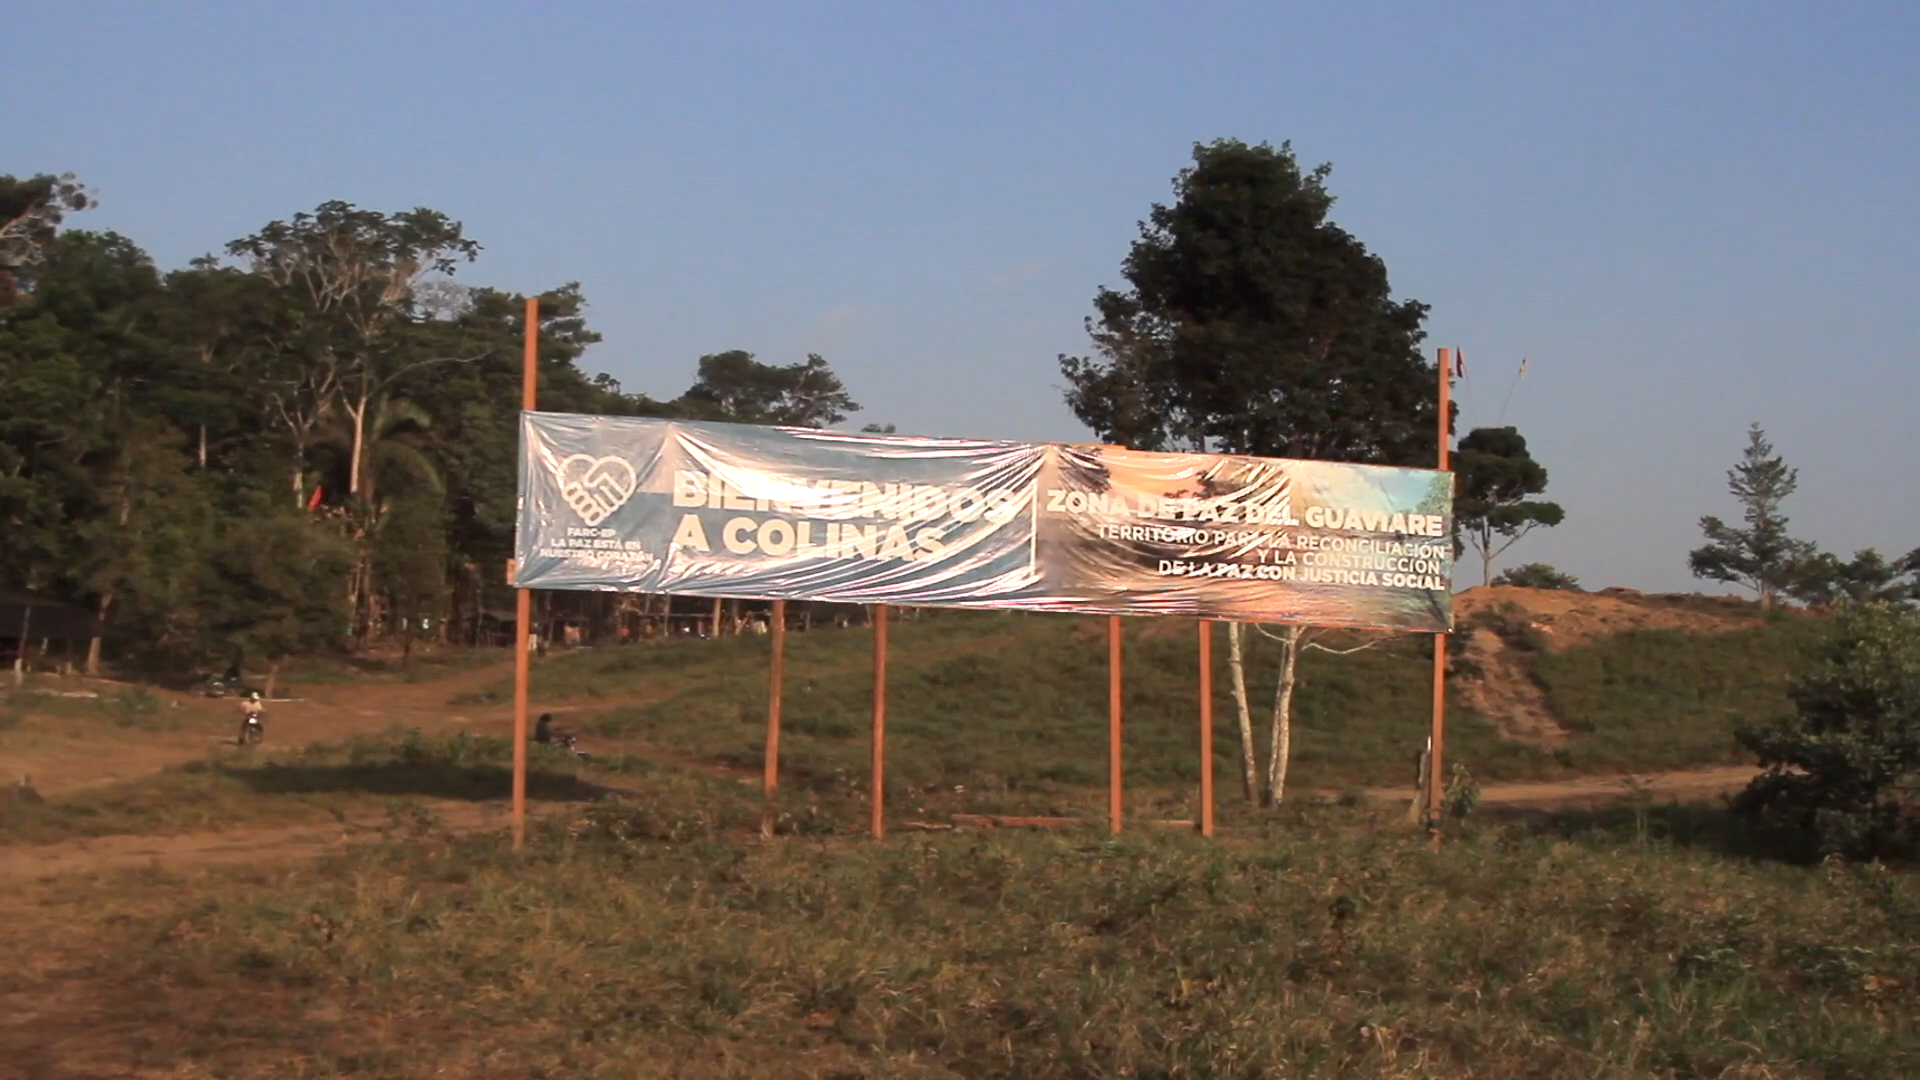 FARC-EP
LA PAZ ESTÁ EN
NUESTRO CORAZÓN
BIENVENIDOS
A COLINAS
ZONA DE PAZ DEL GUAVIARE
TERRITORIO PARA LA RECONCILIACIÓN
Y LA CONSTRUCCIÓN
DE LA PAZ CON JUSTICIA SOCIAL